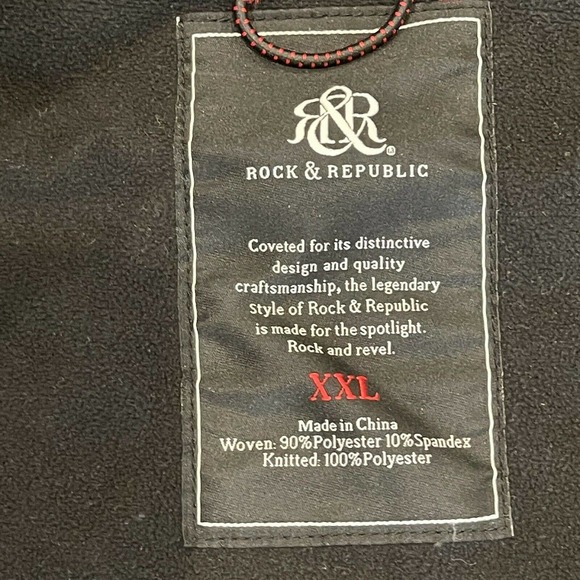 R&R®
ROCK & REPUBLIC
Coveted for its distinctive
design and quality
craftsmanship, the legendary
style of Rock & Republic
is made for the spotlight.
Rock and revel.
XXL
Made in China
Woven: 90%Polyester 10%Spandex
Knitted: 100%Polyester